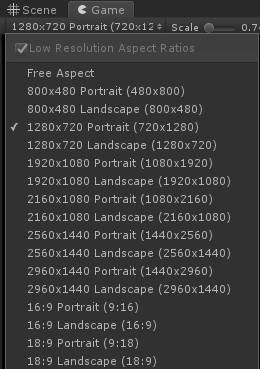 Scene Game
1280x720 Portrait (720x12 Scale 0.7
Low Resolution Aspect Ratios
Free Aspect
800x480 Portrait (480x800)
800x480 Landscape (800x480)
1280x720 Portrait (720x1280)
1280x720 Landscape (1280x720)
1920x1080 Portrait (1080x1920)
1920x1080 Landscape (1920x1080)
2160x1080 Portrait (1080x2160)
2160x1080 Landscape (2160x1080)
2560x1440 Portrait (1440x2560)
2560x1440 Landscape (2560x1440)
2960x1440 Portrait (1440x2960)
2960x1440 Landscape (2960x1440)
16:9 Portrait (9:16)
16:9 Landscape (16:9)
18:9 Portrait (9:18)
18:9 Landscape (18:9)